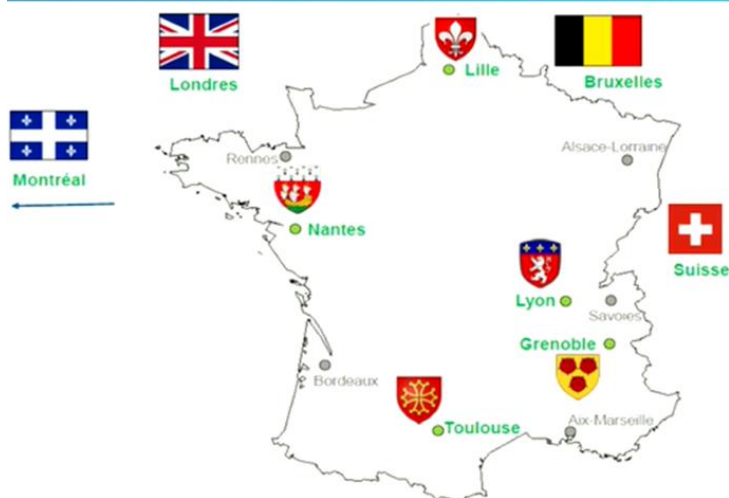 Lille
Londres
Bruxelles
Rennes
Alsace-Lorraine
Montréal
Nantes
Suisse
Lyon
Savoies
Grenoble
Bordeaux
Aix-Marseille
Toulouse